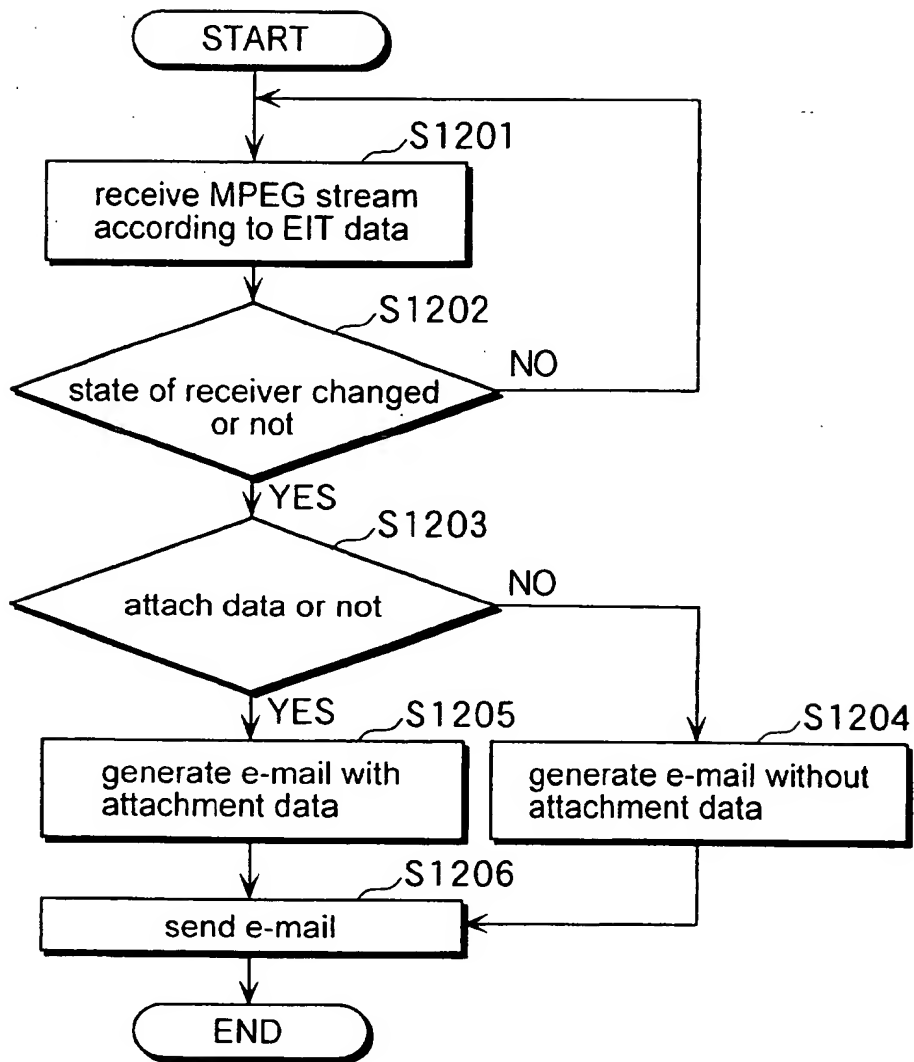 START
S1201
receive MPEG stream
according to EIT data
S1202
NO
state of receiver changed
or not
YES
S1203
NO
attach data or not
YES
S1205
S1204
generate e-mail with
attachment data
generate e-mail without
attachment data
S1206
send e-mail
END